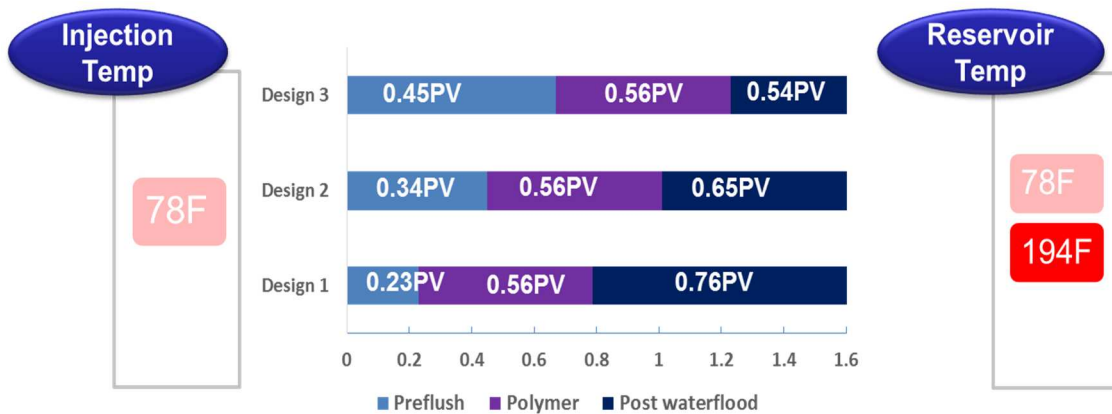 Injection
Temp
78F
Design 3
0.45PV
0.56PV
0.54PV
Design 2
0.34PV
0.56PV
0.65PV
Design 1
0.23PV
0.56PV
0.76PV
0 0.2 0.4 0.6 0.8 1 1.2 1.4 1.6
Preflush Polymer Post waterflood
Reservoir
Temp
78F
194F